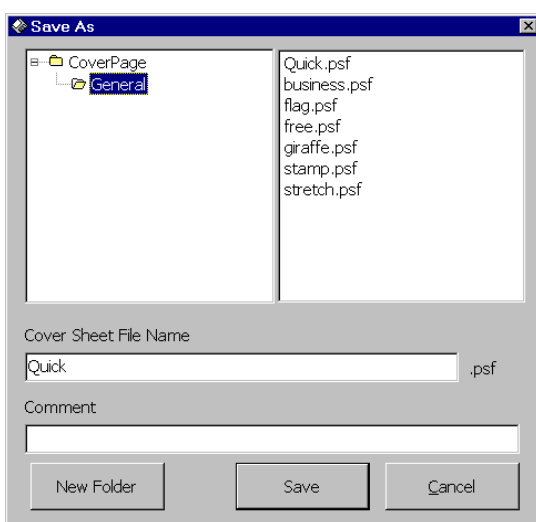 Save As
CoverPage
General
Quick.psf
business.psf
flag.psf
free.psf
giraffe.psf
stamp.psf
stretch.psf
Cover Sheet File Name
Quick
.psf
Comment
New Folder
Save
Cancel